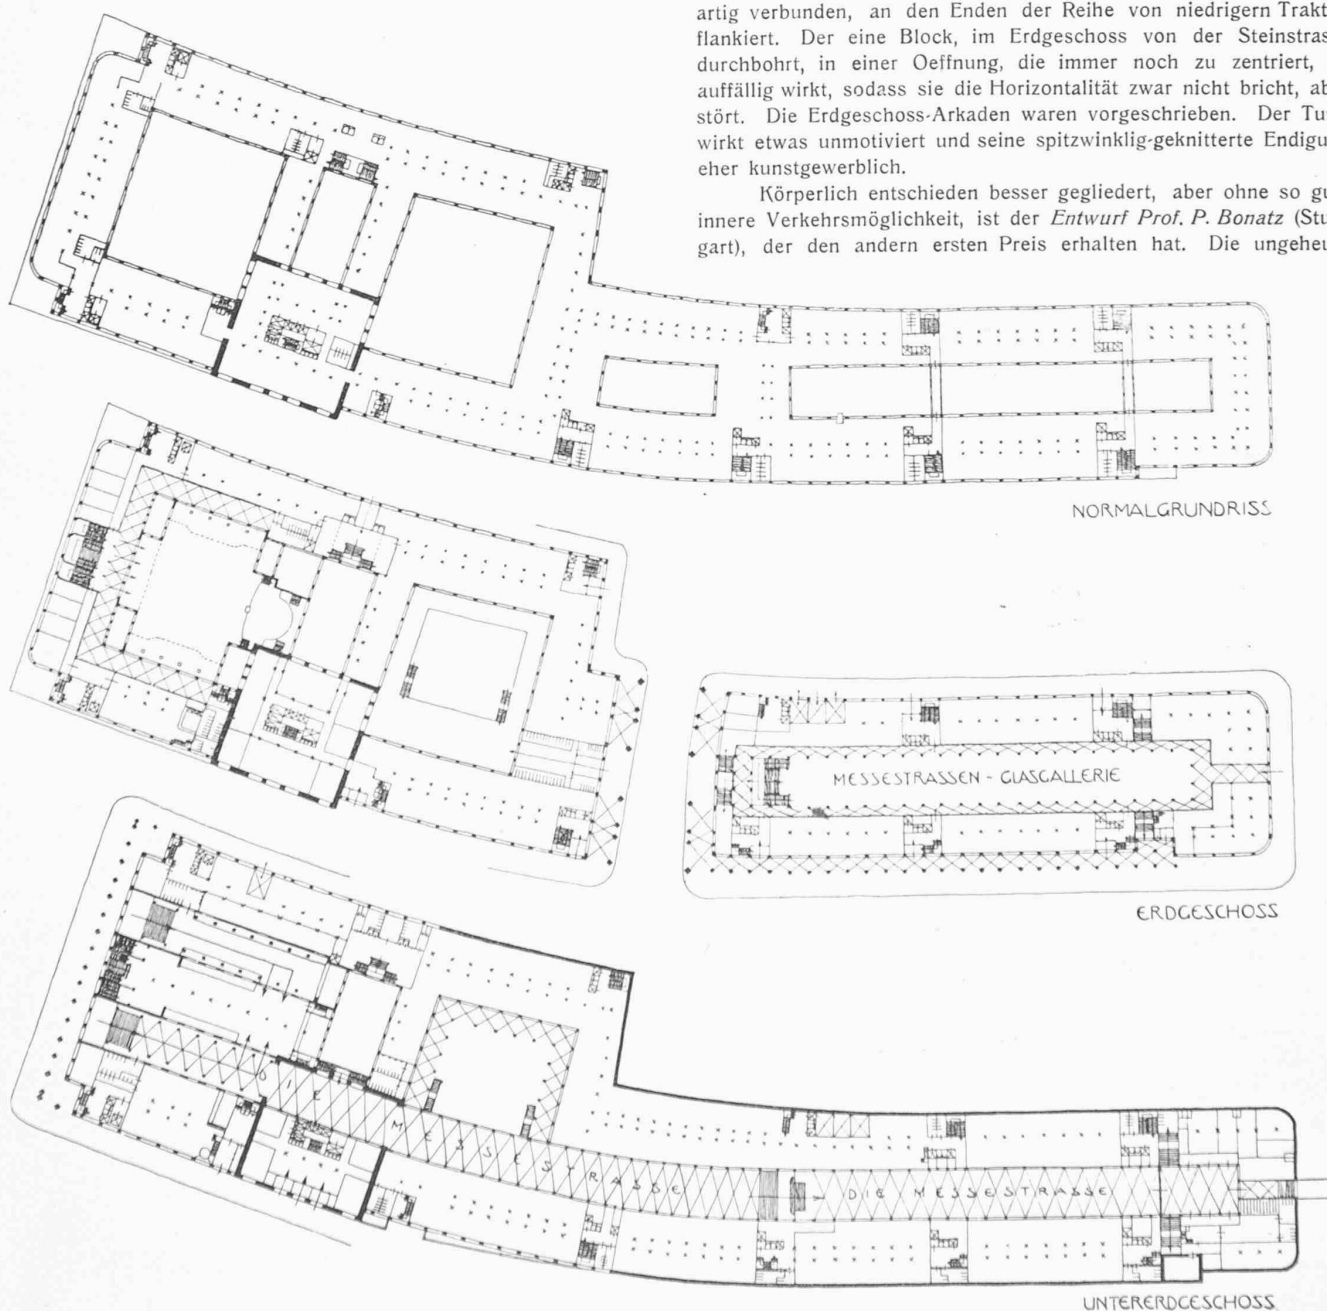 artig verbunden, an den Enden der Reihe von niedrigern Trakt
flankiert. Der eine Block, im Erdgeschoss von der Steinstras
durchbohrt, in einer Oeffnung, die immer noch zu zentriert,
auffällig wirkt, sodass sie die Horizontalität zwar nicht bricht, ab
stört. Die Erdgeschoss-Arkaden waren vorgeschrieben. Der Tu
wirkt etwas unmotiviert und seine spitzwinklig-geknitterte Endigu
eher kunstgewerblich.
Körperlich entschieden besser gegliedert, aber ohne so gu
innere Verkehrsmöglichkeit, ist der Entwurf Prof. P. Bonatz (Stu
gart), der den andern ersten Preis erhalten hat. Die ungeheu
NORMALGRUNDRISS
MESSESTRASSEN - GLASGALLERIE
ERDGESCHOSS
DIE MESSESTRASSE
DIE MESSESTRASSE
UNTERERDGESCHOSS